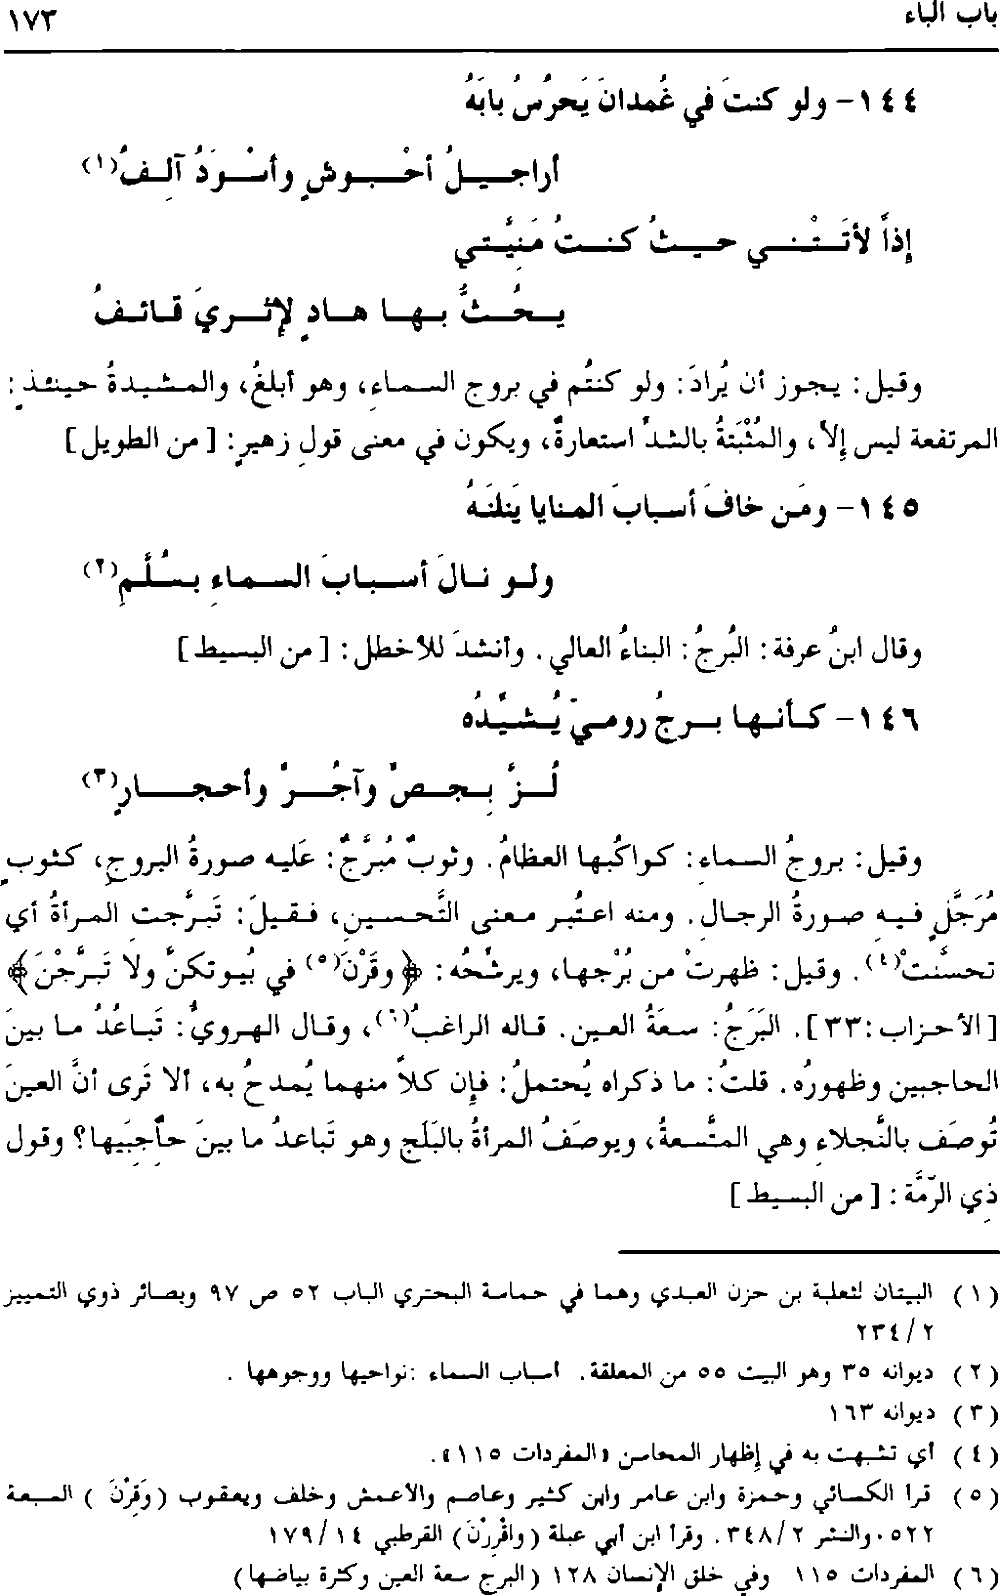 باب الباء ١٧٣
١٤٤ - ولو كنتَ في غُمدانَ يَحرُسُ بابَهُ
أراجيلُ أحْبوشٍ وأسْوَدُ آلِفُ(١)
إذاً لأتَتْني حيثُ كنتُ مَنِيَّتي
يحُثُّ بها هادٍ لإثْريَ قائفُ
وقيل: يجوز أن يُرادَ: ولو كنتُم في بروجِ السماءِ، وهو أبلغُ، والمشيدةُ حينئذٍ:
المرتفعة ليس إِلاَّ، والمُثْبَتةُ بالشدِّ استعارةً، ويكون في معنى قولِ زهيرٍ: [من الطويل]
١٤٥ - ومَن خافَ أسبابَ المنايا يَنلنَهُ
ولو نالَ أسبابَ السماءِ بسُلَّمِ(٢)
وقال ابنُ عرفة: البُرجُ: البناءُ العالي. وأنشدَ للأخطل: [من البسيط]
١٤٦ - كأنها برجُ روميّ يُشيِّدُه
لُزَّ بِجصٍّ وآجُرٍّ وأحجارٍ(٣)
وقيل: بروجُ السماءِ: كواكبُها العظامُ. وثوبٌ مُبرَّجٌ: عَليه صورةُ البروجِ، كثوبٍ
مُرَجَّلٍ فيهِ صورةُ الرجالِ. ومنه اعتُبر معنى التَّحسينِ، فقيلَ: تَبرَّجتِ المرأةُ أي
تحسَّنتْ(٤). وقيل: ظهرتْ من بُرْجها، ويرشِّحُه: ﴿وقَرْنَ(٥) في بُيوتكنَّ ولا تَبرَّجْنَ﴾
[الأحزاب: ٣٣]. البَرَجُ: سعَةُ العين. قاله الراغبُ(٦)، وقال الهرويُّ: تَباعُدُ ما بينَ
الحاجبين وظهورُه. قلتُ: ما ذكراه يُحتملُ: فإن كلاً منهما يُمدحُ به، ألا تَرى أنَّ العينَ
تُوصَف بالنَّجلاءِ وهي المتَّسعةُ، ويوصَفُ المرأةُ بالبَلَجِ وهو تَباعدُ ما بينَ حاجِبَيها؟ وقول
ذِي الرّمَّة: [من البسيط]
(١) البيتان لثعلبة بن حزن العبدي وهما في حماسة البحتري الباب ٥٢ ص ٩٧ وبصائر ذوي التمييز
٢٣٤/٢
(٢) ديوانه ٣٥ وهو البيت ٥٥ من المعلقة. أسباب السماء: نواحيها ووجوهها.
(٣) ديوانه ١٦٣
(٤) أي تشبهت به في إظهار المحاسن «المفردات ١١٥».
(٥) قرأ الكسائي وحمزة وابن عامر وابن كثير وعاصم والأعمش وخلف ويعقوب (وَقِرْنَ) السبعة
٥٢٢، والنشر ٣٤٨/٢. وقرأ ابن أبي عبلة (واقْرِرْنَ) القرطبي ١٧٩/١٤
(٦) المفردات ١١٥ وفي خلق الإنسان ١٢٨ (البرج سعة العين وكثرة بياضها)